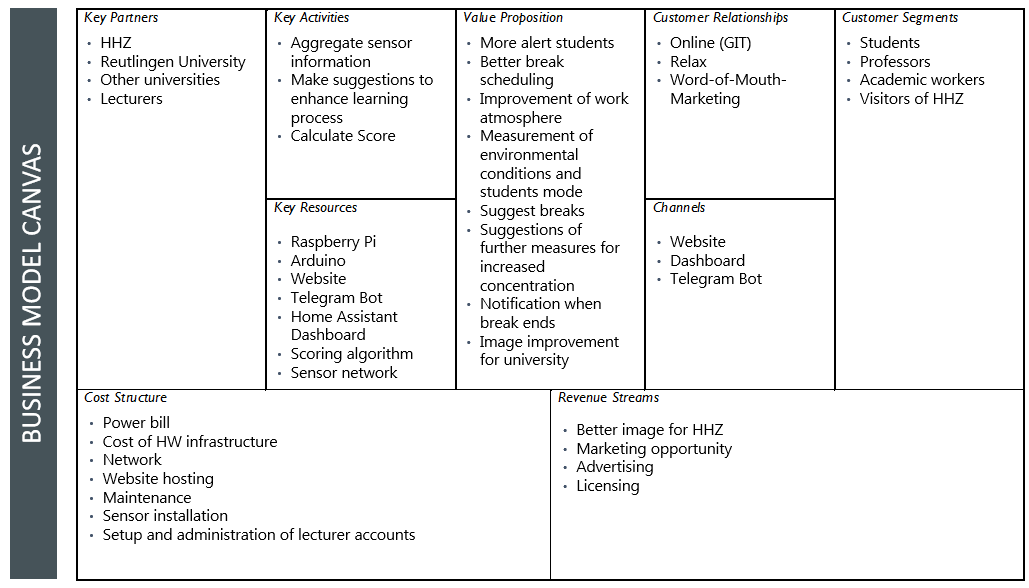 BUSINESS MODEL CANVAS
Key Partners
• HHZ
• Reutlingen University
• Other universities
• Lecturers
Key Activities
• Aggregate sensor
information
• Make suggestions to
enhance learning
process
• Calculate Score
Key Resources
• Raspberry Pi
• Arduino
• Website
• Telegram Bot
• Home Assistant
Dashboard
• Scoring algorithm
• Sensor network
Value Proposition
• More alert students
• Better break
scheduling
• Improvement of work
atmosphere
• Measurement of
environmental
conditions and
students mode
• Suggest breaks
• Suggestions of
further measures for
increased
concentration
• Notification when
break ends
• Image improvement
for university
Customer Relationships
• Online (GIT)
• Relax
• Word-of-Mouth-
Marketing
Channels
• Website
• Dashboard
• Telegram Bot
Customer Segments
• Students
• Professors
• Academic workers
• Visitors of HHZ
Cost Structure
• Power bill
• Cost of HW infrastructure
• Network
• Website hosting
• Maintenance
• Sensor installation
• Setup and administration of lecturer accounts
Revenue Streams
• Better image for HHZ
• Marketing opportunity
• Advertising
• Licensing